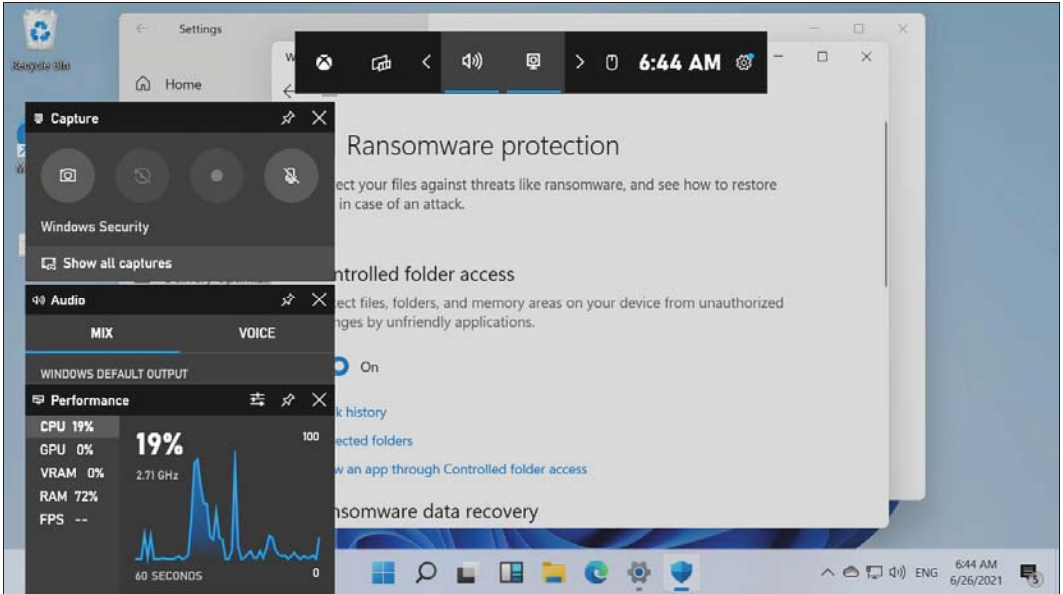 Recycle Bin
Settings
Home
W
6:44 AM
Capture
Windows Security
Show all captures
Audio
MIX
VOICE
WINDOWS DEFAULT OUTPUT
Performance
CPU 19%
GPU 0%
VRAM 0%
RAM 72%
FPS --
19%
2.71 GHz
100
60 SECONDS
0
Ransomware protection
ect your files against threats like ransomware, and see how to restore
in case of an attack.
ntrolled folder access
ect files, folders, and memory areas on your device from unauthorized
nges by unfriendly applications.
On
k history
ected folders
w an app through Controlled folder access
nsomware data recovery
ENG
6:44 AM
6/26/2021
5